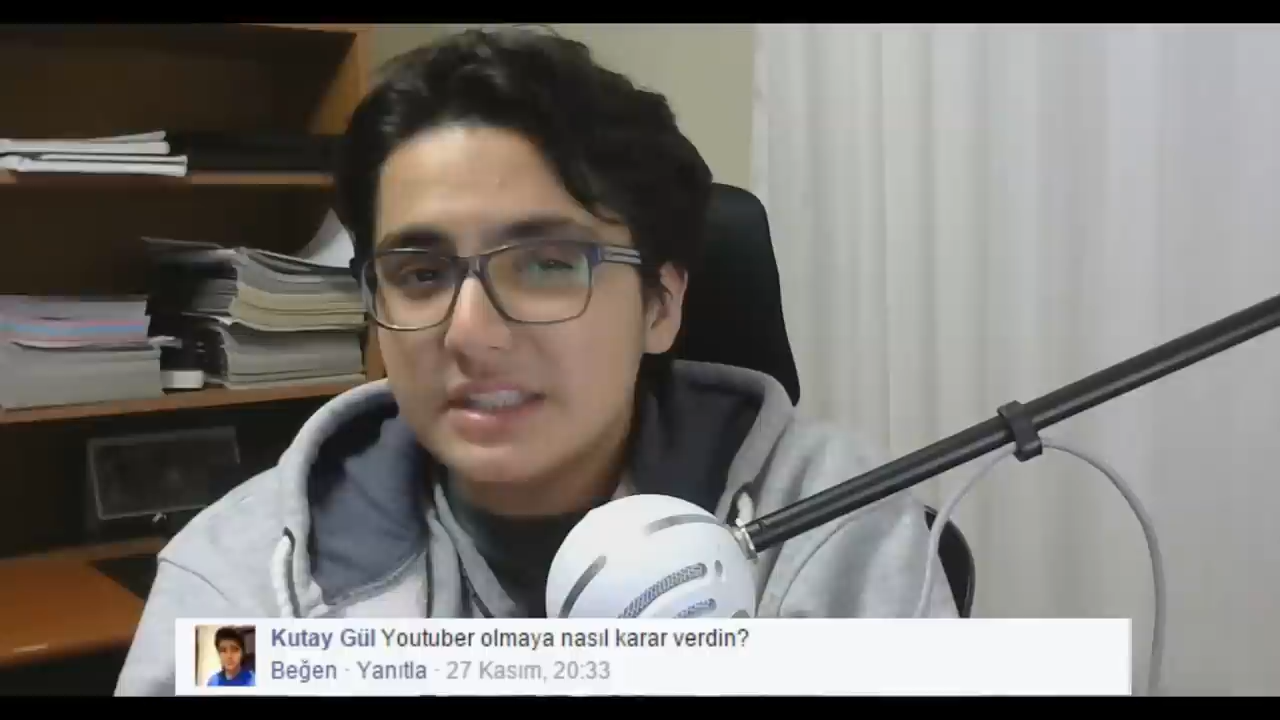 Kutay Gül Youtuber olmaya nasıl karar verdin?
Beğen · Yanıtla · 27 Kasım, 20:33